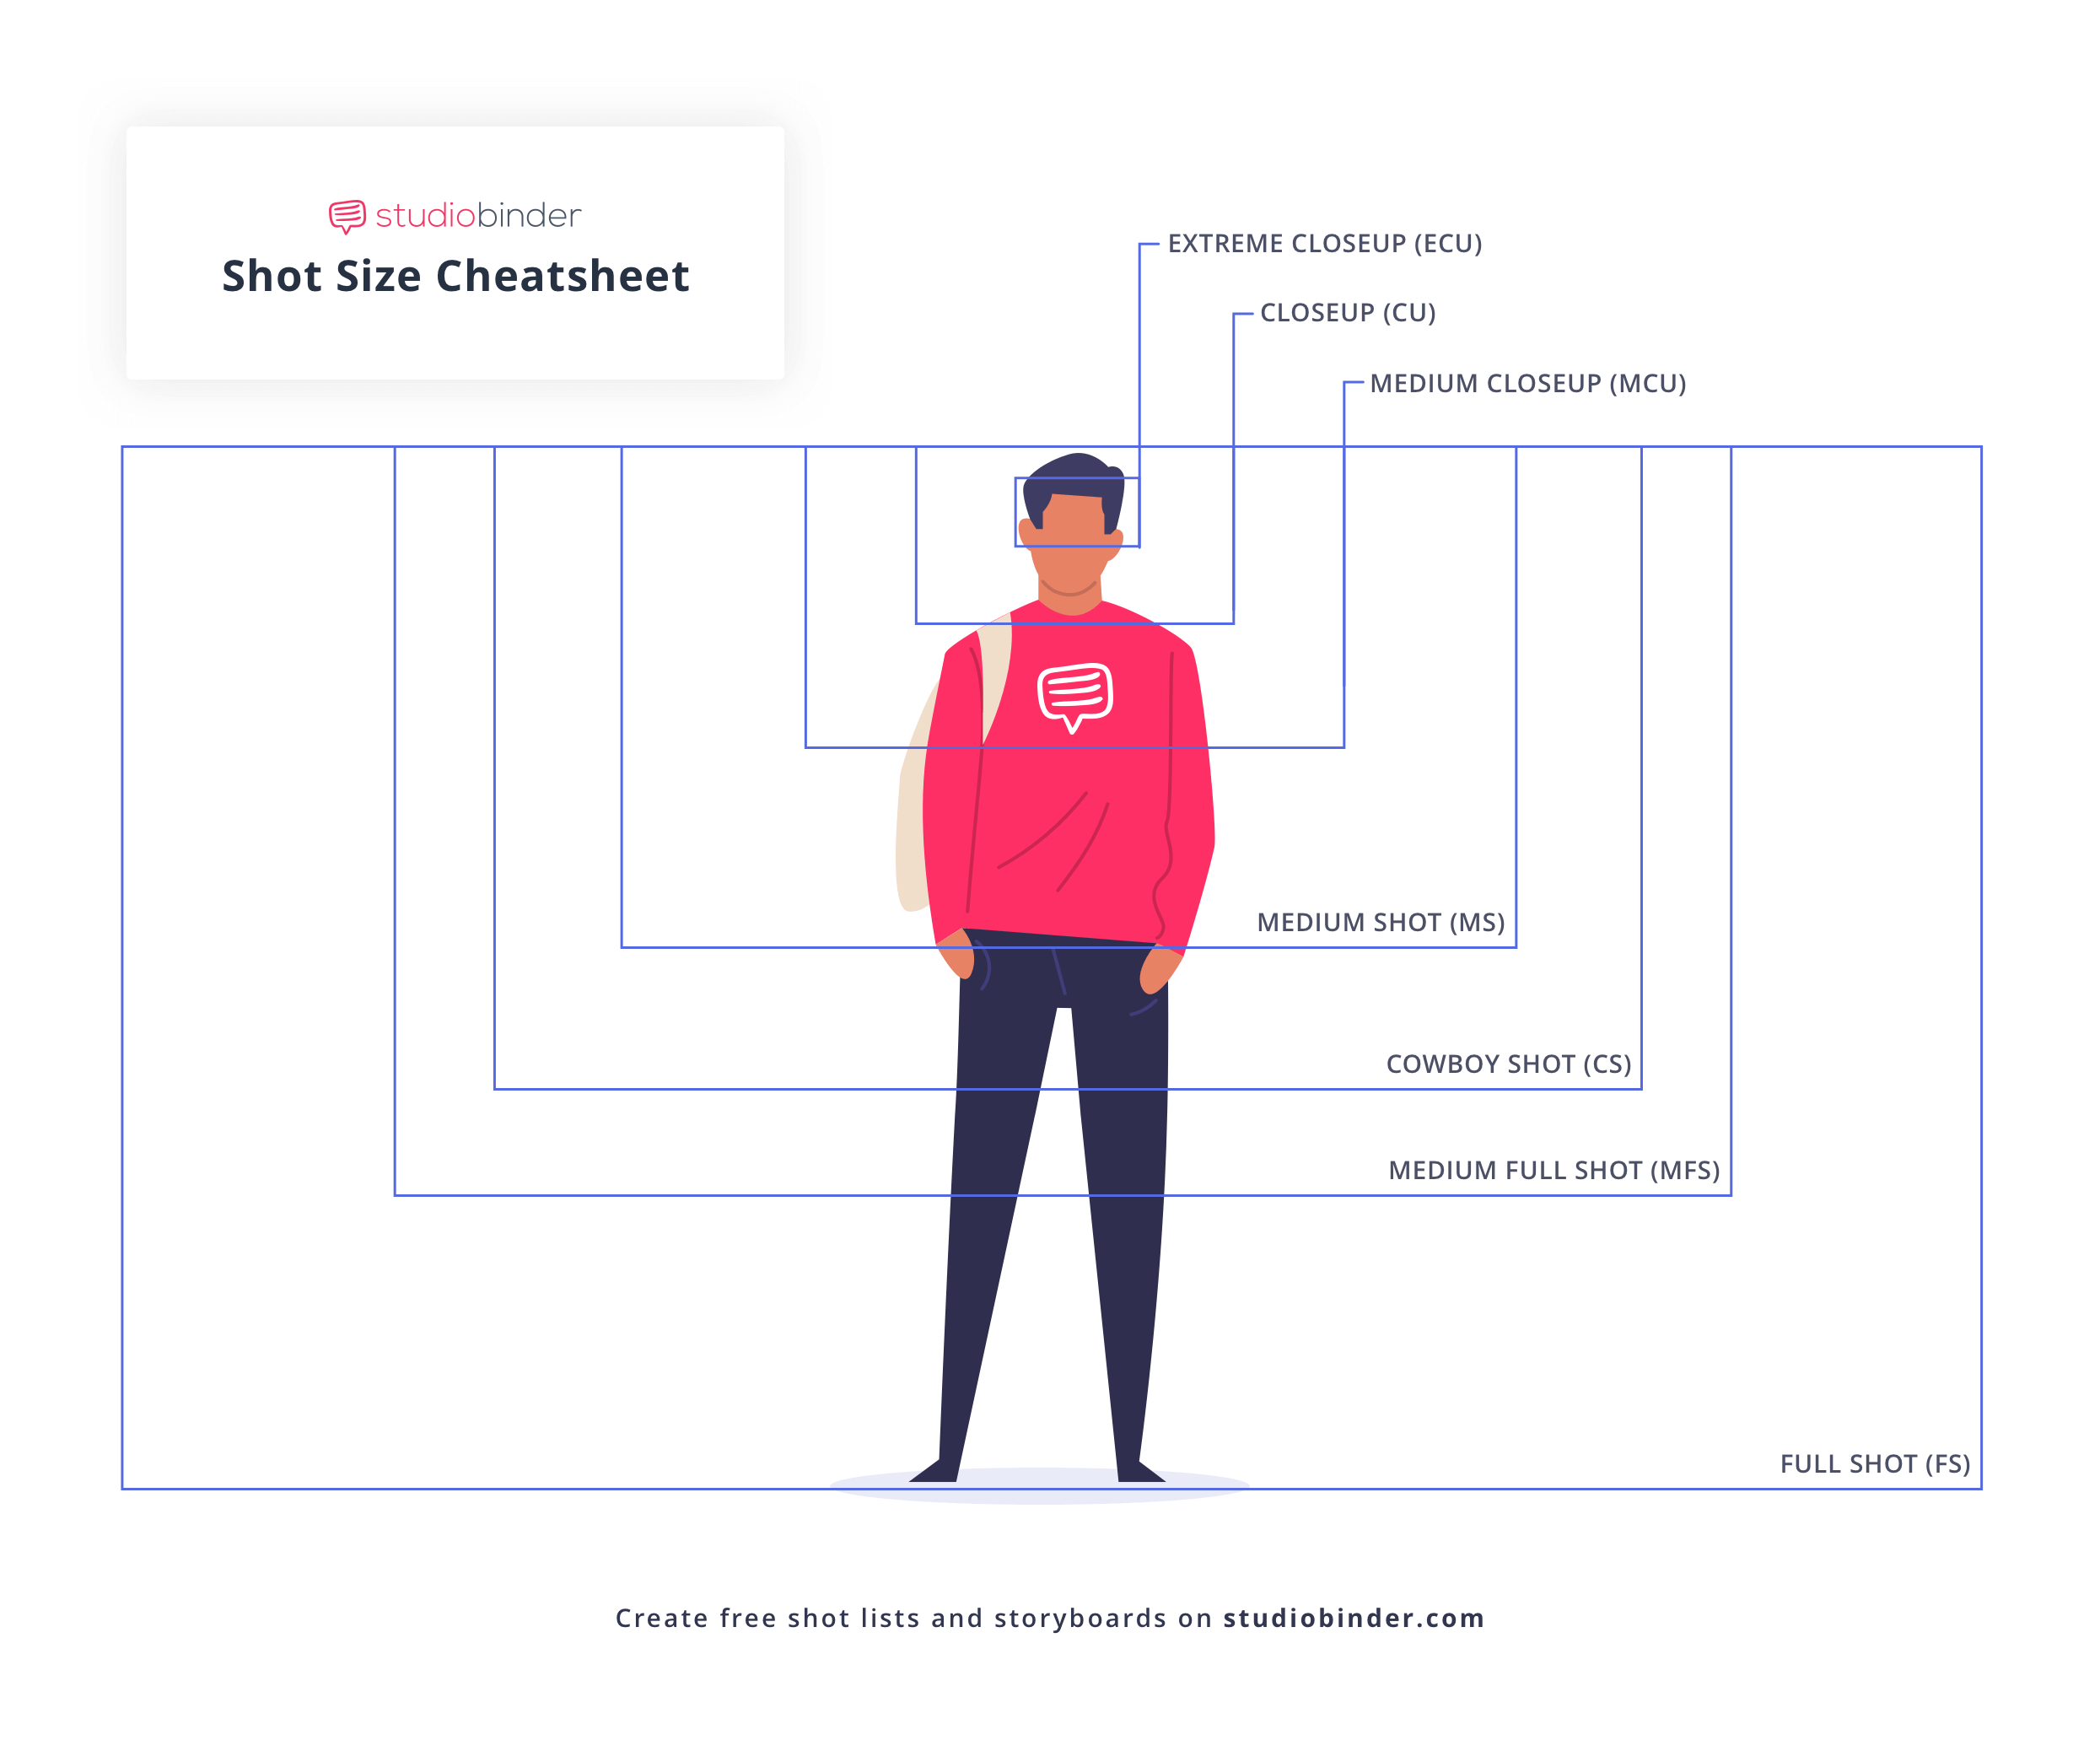 studiobinder
Shot Size Cheatsheet
EXTREME CLOSEUP (ECU)
CLOSEUP (CU)
MEDIUM CLOSEUP (MCU)
MEDIUM SHOT (MS)
COWBOY SHOT (CS)
MEDIUM FULL SHOT (MFS)
FULL SHOT (FS)
Create free shot lists and storyboards on studiobinder.com